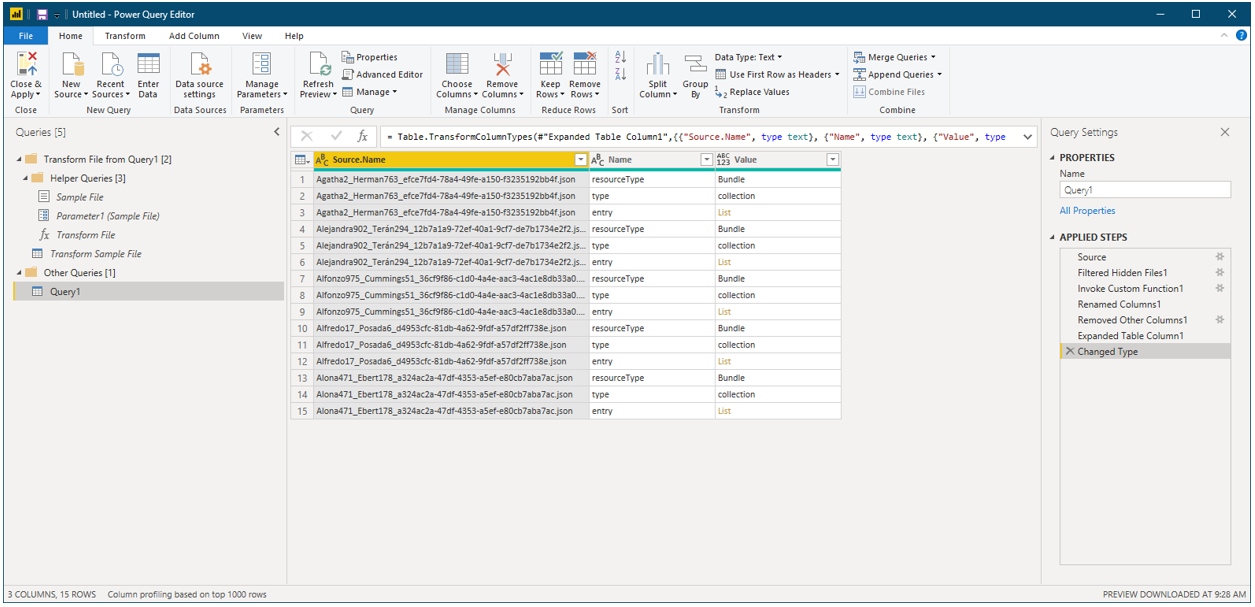 Untitled - Power Query Editor
File Home Transform Add Column View Help
Close & Apply
New Source
Recent Sources
Enter Data
Data source settings
Manage Parameters
Refresh Preview
Properties
Advanced Editor
Manage
Choose Columns
Remove Columns
Keep Rows
Remove Rows
Split Column
Group By
Data Type: Text
Use First Row as Headers
Replace Values
Merge Queries
Append Queries
Combine Files
Close New Query Data Sources Parameters Query Manage Columns Reduce Rows Sort Transform Combine
Queries [5]
Transform File from Query1 [2]
Helper Queries [3]
Sample File
Parameter1 (Sample File)
fx Transform File
Transform Sample File
Other Queries [1]
Query1
fx = Table.TransformColumnTypes(#"Expanded Table Column1",{{"Source.Name", type text}, {"Name", type text}, {"Value", type
ABC Source.Name ABC Name ABC 123 Value
1 Agatha2_Herman763_efce7fd4-78a4-49fe-a150-f3235192bb4f.json resourceType Bundle
2 Agatha2_Herman763_efce7fd4-78a4-49fe-a150-f3235192bb4f.json type collection
3 Agatha2_Herman763_efce7fd4-78a4-49fe-a150-f3235192bb4f.json entry List
4 Alejandra902_Terán294_12b7a1a9-72ef-40a1-9cf7-de7b1734e2f2.js... resourceType Bundle
5 Alejandra902_Terán294_12b7a1a9-72ef-40a1-9cf7-de7b1734e2f2.js... type collection
6 Alejandra902_Terán294_12b7a1a9-72ef-40a1-9cf7-de7b1734e2f2.js... entry List
7 Alfonzo975_Cummings51_36cf9f86-c1d0-4a4e-aac3-4ac1e8db33a0.... resourceType Bundle
8 Alfonzo975_Cummings51_36cf9f86-c1d0-4a4e-aac3-4ac1e8db33a0.... type collection
9 Alfonzo975_Cummings51_36cf9f86-c1d0-4a4e-aac3-4ac1e8db33a0.... entry List
10 Alfredo17_Posada6_d4953cfc-81db-4a62-9fdf-a57df2ff738e.json resourceType Bundle
11 Alfredo17_Posada6_d4953cfc-81db-4a62-9fdf-a57df2ff738e.json type collection
12 Alfredo17_Posada6_d4953cfc-81db-4a62-9fdf-a57df2ff738e.json entry List
13 Alona471_Ebert178_a324ac2a-47df-4353-a5ef-e80cb7aba7ac.json resourceType Bundle
14 Alona471_Ebert178_a324ac2a-47df-4353-a5ef-e80cb7aba7ac.json type collection
15 Alona471_Ebert178_a324ac2a-47df-4353-a5ef-e80cb7aba7ac.json entry List
Query Settings
PROPERTIES
Name
Query1
All Properties
APPLIED STEPS
Source
Filtered Hidden Files1
Invoke Custom Function1
Renamed Columns1
Removed Other Columns1
Expanded Table Column1
Changed Type
3 COLUMNS, 15 ROWS Column profiling based on top 1000 rows PREVIEW DOWNLOADED AT 9:28 AM